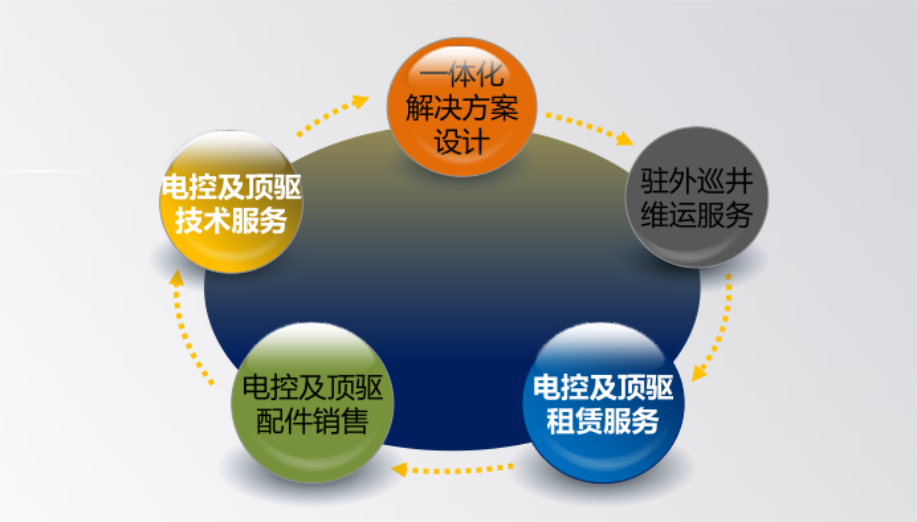 一体化
解决方案
设计
驻外巡井
维运服务
电控及顶驱
租赁服务
电控及顶驱
配件销售
电控及顶驱
技术服务